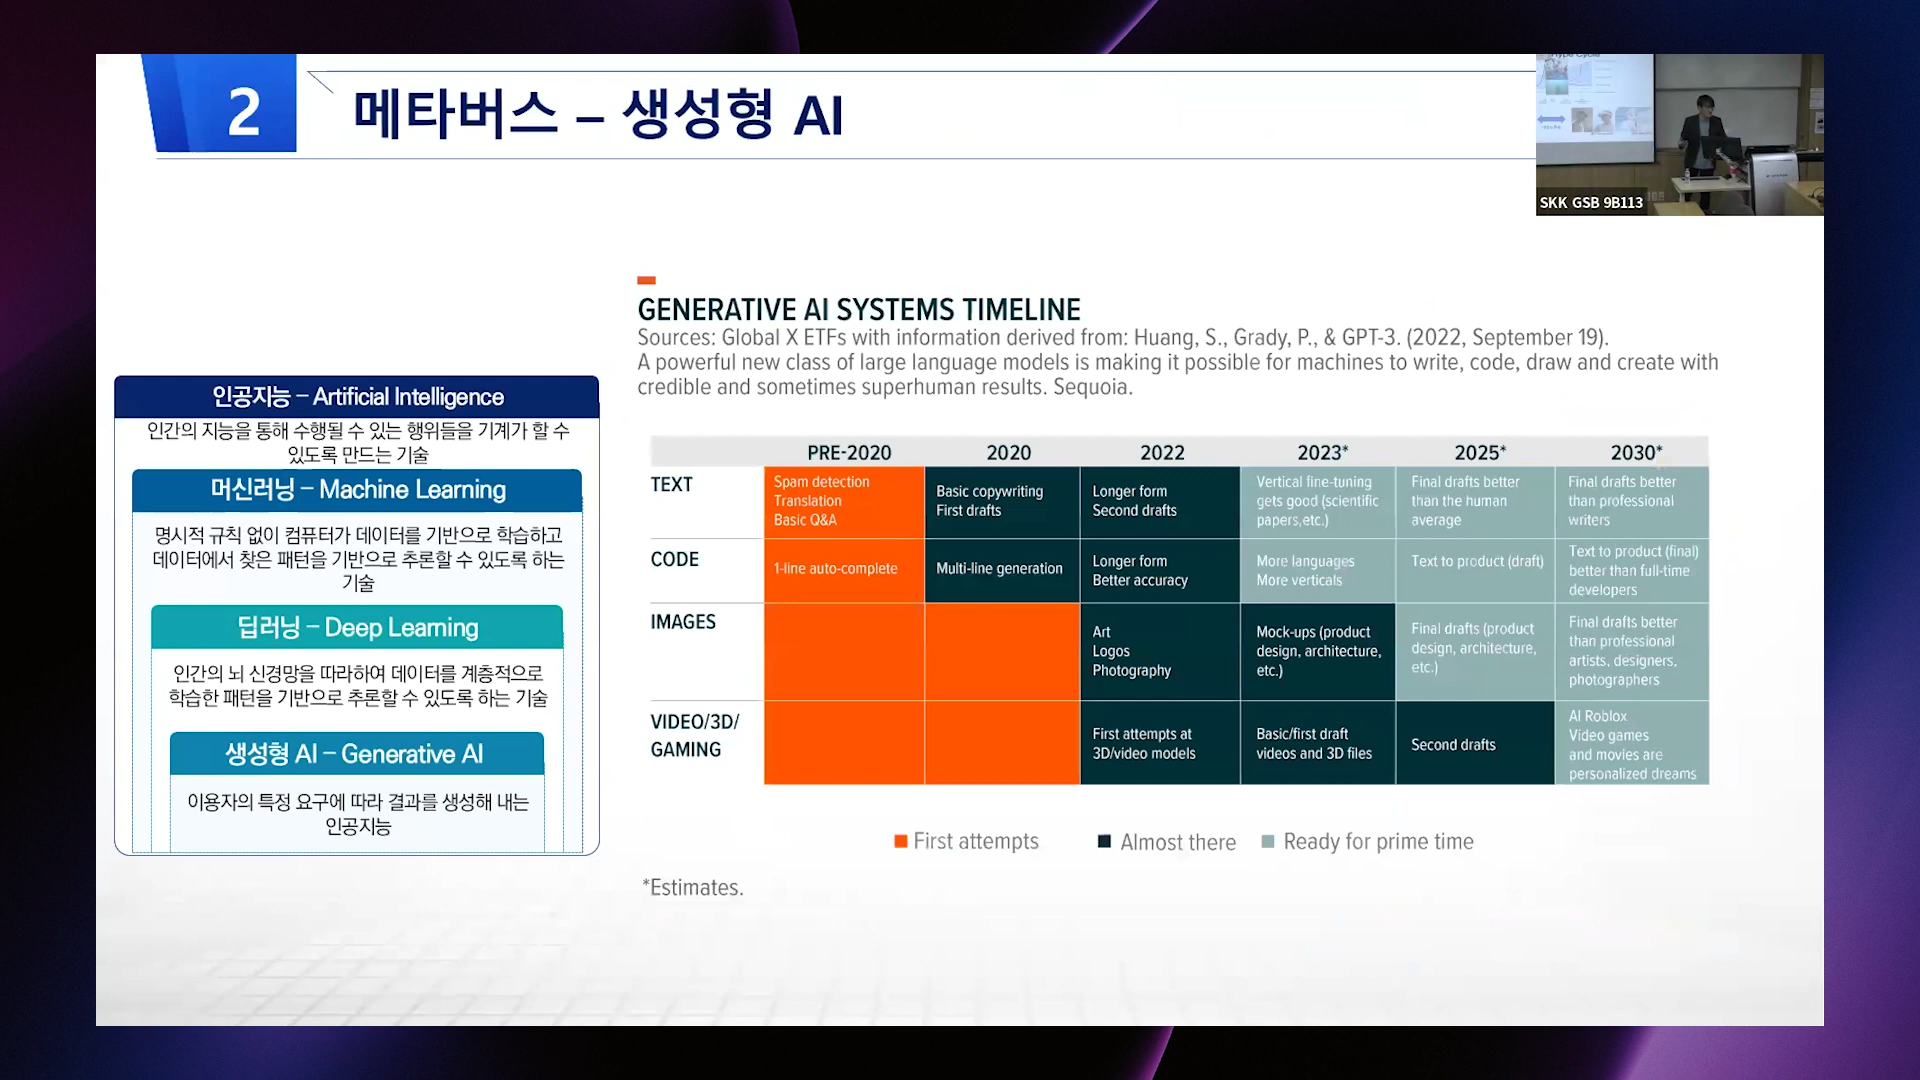 2
메타버스 – 생성형 AI
SKK GSB 9B113
GENERATIVE AI SYSTEMS TIMELINE
Sources: Global X ETFs with information derived from: Huang, S., Grady, P., & GPT-3. (2022, September 19).
A powerful new class of large language models is making it possible for machines to write, code, draw and create with
credible and sometimes superhuman results. Sequoia.
인공지능 – Artificial Intelligence
인간의 지능을 통해 수행될 수 있는 행위들을 기계가 할 수
있도록 만드는 기술
머신러닝 – Machine Learning
명시적 규칙 없이 컴퓨터가 데이터를 기반으로 학습하고
데이터에서 찾은 패턴을 기반으로 추론할 수 있도록 하는
기술
딥러닝 – Deep Learning
인간의 뇌 신경망을 따라하여 데이터를 계층적으로
학습한 패턴을 기반으로 추론할 수 있도록 하는 기술
생성형 AI – Generative AI
이용자의 특정 요구에 따라 결과를 생성해 내는
인공지능
PRE-2020 2020 2022 2023* 2025* 2030*
TEXT
Spam detection
Translation
Basic Q&A
Basic copywriting
First drafts
Longer form
Second drafts
Vertical fine-tuning
gets good (scientific
papers,etc.)
Final drafts better
than the human
average
Final drafts better
than professional
writers
CODE
1-line auto-complete
Multi-line generation
Longer form
Better accuracy
More languages
More verticals
Text to product (draft)
Text to product (final)
better than full-time
developers
IMAGES
Art
Logos
Photography
Mock-ups (product
design, architecture,
etc.)
Final drafts (product
design, architecture,
etc.)
Final drafts better
than professional
artists, designers,
photographers
VIDEO/3D/
GAMING
First attempts at
3D/video models
Basic/first draft
videos and 3D files
Second drafts
AI Roblox
Video games
and movies are
personalized dreams
First attempts
Almost there
Ready for prime time
*Estimates.